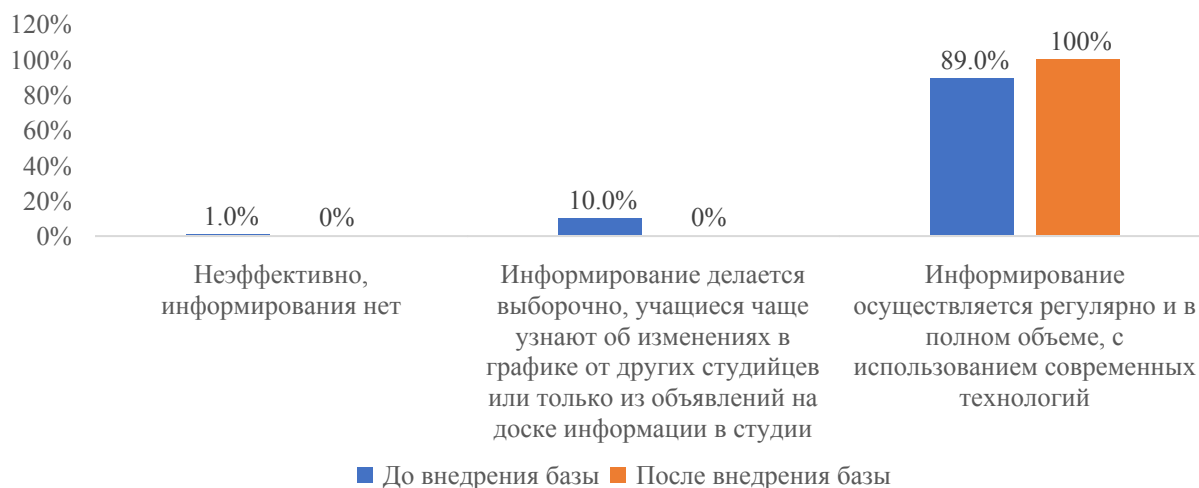 120%
100%
80%
60%
40%
20%
0%
1.0%
0%
10.0%
0%
89.0%
100%
Неэффективно,
информирования нет
Информирование делается
выборочно, учащиеся чаще
узнают об изменениях в
графике от других студийцев
или только из объявлений на
доске информации в студии
Информирование
осуществляется регулярно и в
полном объеме, с
использованием современных
технологий
До внедрения базы
После внедрения базы